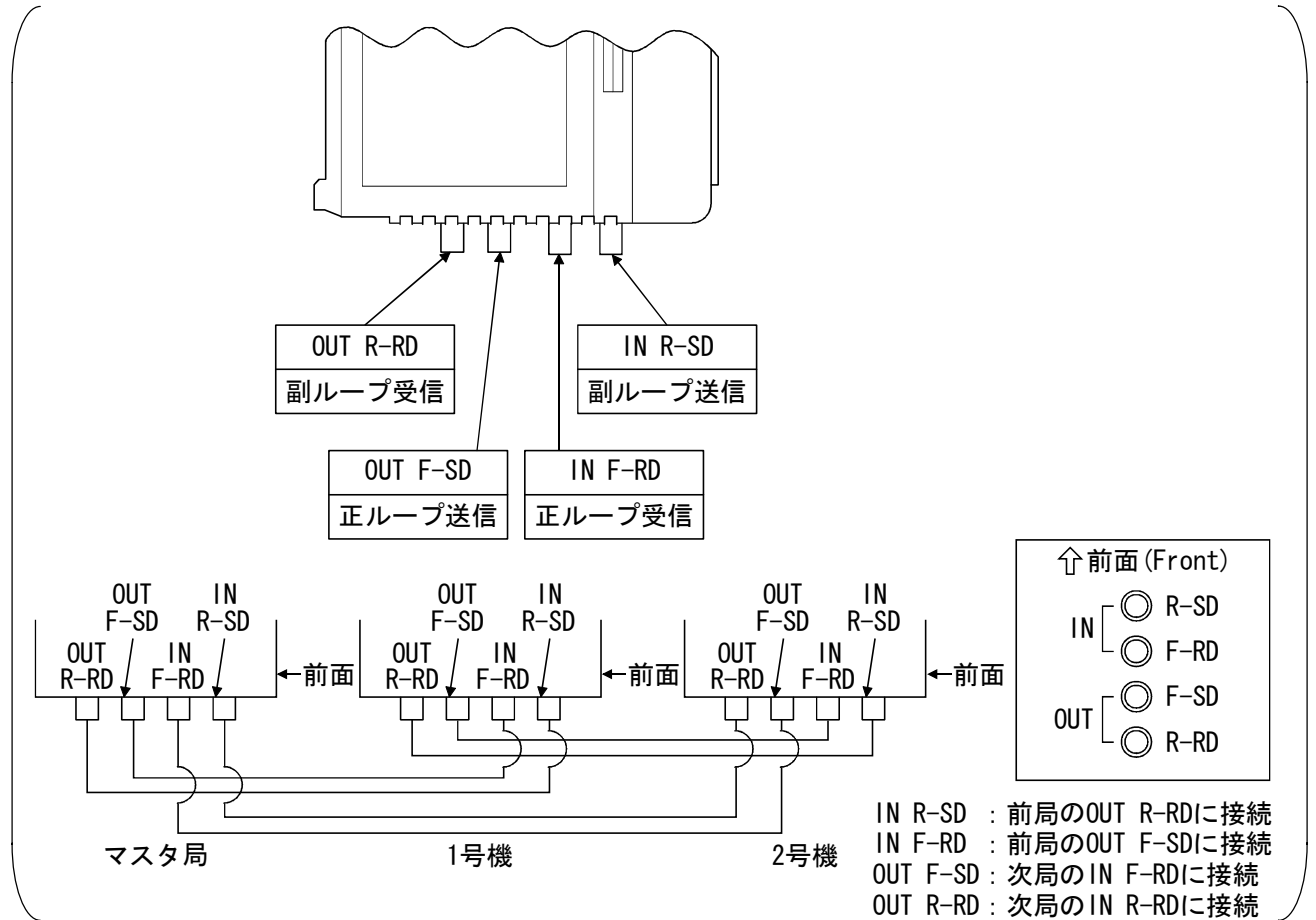 OUT R-RD
副ループ受信
IN R-SD
副ループ送信
OUT F-SD
正ループ送信
IN F-RD
正ループ受信
OUT
F-SD
IN
R-SD
OUT
R-RD
IN
F-RD
←前面
OUT
F-SD
IN
R-SD
OUT
R-RD
IN
F-RD
←前面
OUT
F-SD
IN
R-SD
OUT
R-RD
IN
F-RD
←前面
マスタ局
1号機
2号機
⇧前面(Front)
IN
R-SD
F-RD
OUT
F-SD
R-RD
IN R-SD : 前局のOUT R-RDに接続
IN F-RD : 前局のOUT F-SDに接続
OUT F-SD : 次局のIN F-RDに接続
OUT R-RD : 次局のIN R-RDに接続